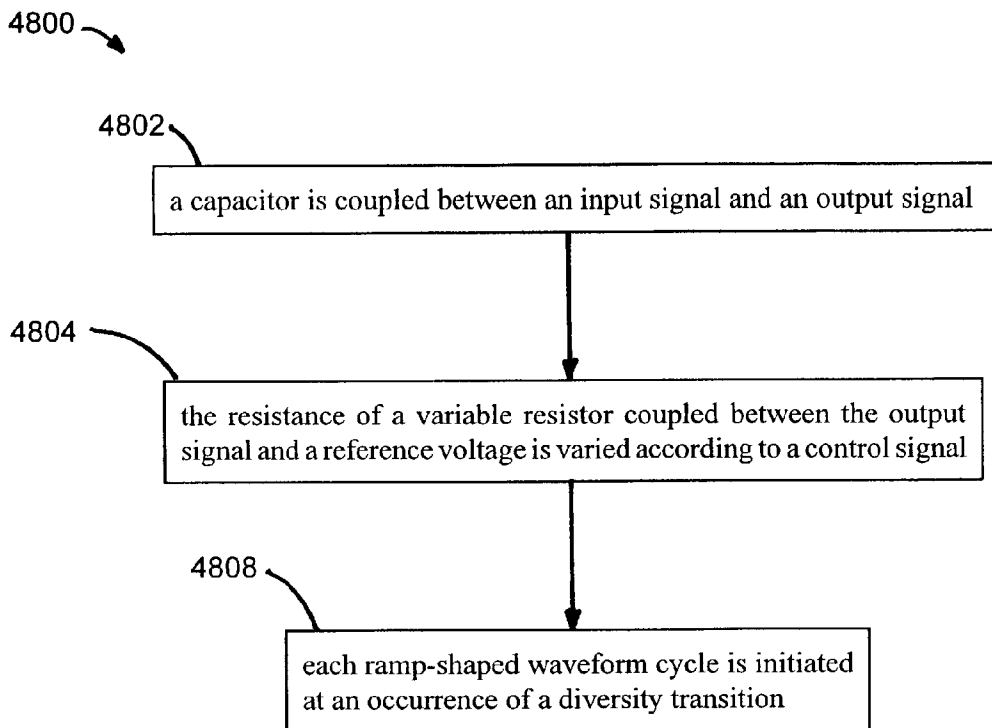 4800
4802
a capacitor is coupled between an input signal and an output signal
4804
the resistance of a variable resistor coupled between the output
signal and a reference voltage is varied according to a control signal
4808
each ramp-shaped waveform cycle is initiated
at an occurrence of a diversity transition